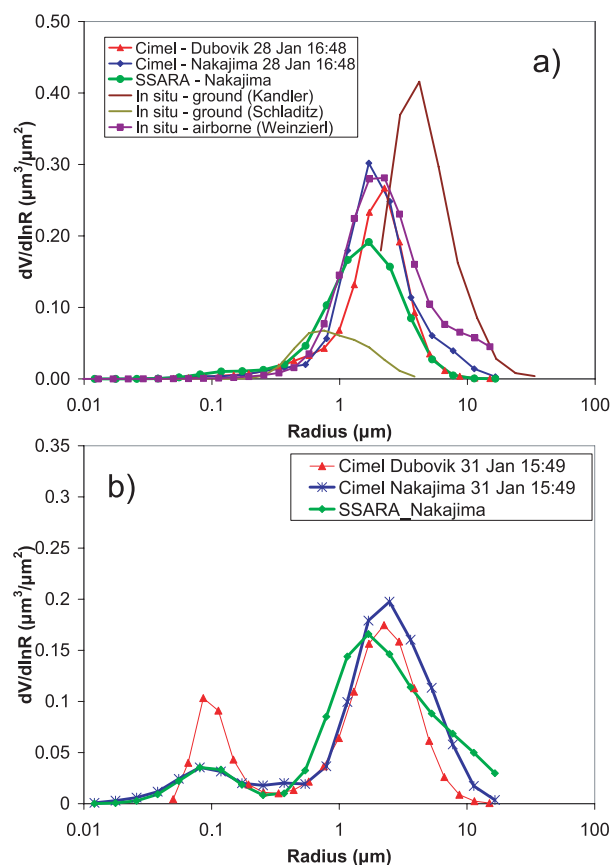 a)
Cimel - Dubovik 28 Jan 16:48
Cimel - Nakajima 28 Jan 16:48
SSARA - Nakajima
In situ - ground (Kandler)
In situ - ground (Schladitz)
In situ - airborne (Weinzierl)
dV/dlnR (µm³/µm²)
0.50
0.40
0.30
0.20
0.10
0.00
0.01 0.1 1 10 100
Radius (µm)
b)
Cimel Dubovik 31 Jan 15:49
Cimel Nakajima 31 Jan 15:49
SSARA_Nakajima
dV/dlnR (µm³/µm²)
0.35
0.3
0.25
0.2
0.15
0.1
0.05
0
0.01 0.1 1 10 100
Radius (µm)